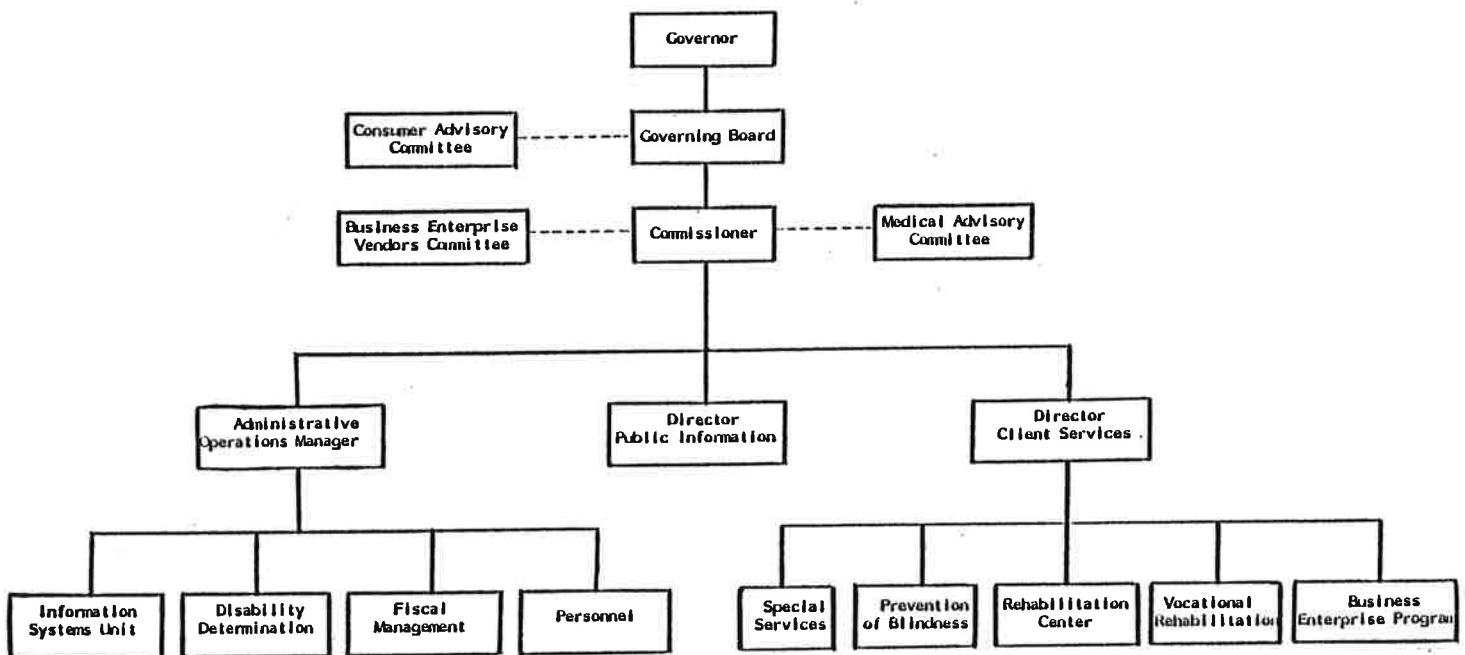 Governor
Consumer Advisory
Committee
Governing Board
Business Enterprise
Vendors Committee
Commissioner
Medical Advisory
Committee
Administrative
Operations Manager
Director
Public Information
Director
Client Services
Information
Systems Unit
Disability
Determination
Fiscal
Management
Personnel
Special
Services
Prevention
of Blindness
Rehabilitation
Center
Vocational
Rehabilitation
Business
Enterprise Program